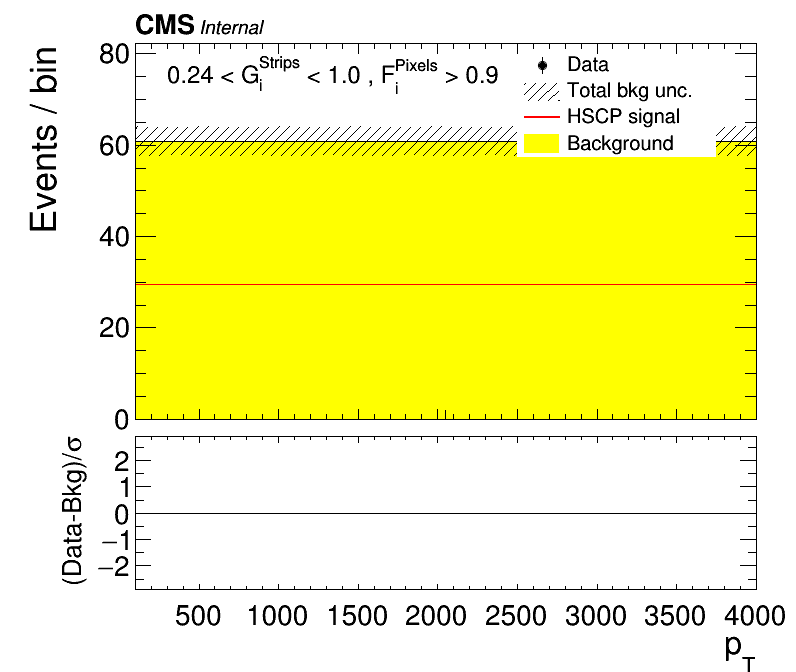 CMS Internal
Events / bin
80
60
40
20
0
0.24 < G_i^Strips < 1.0 , F_i^Pixels > 0.9
Data
Total bkg unc.
HSCP signal
Background
(Data-Bkg)/σ
2
1
0
−1
−2
500 1000 1500 2000 2500 3000 3500 4000
p_T